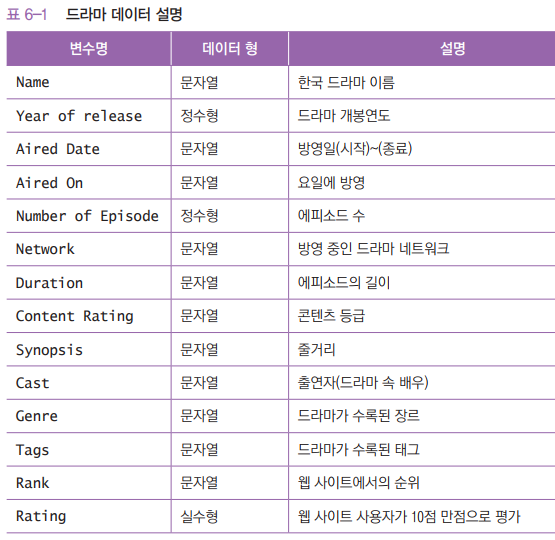 표 6–1 드라마 데이터 설명
변수명 데이터 형 설명
Name 문자열 한국 드라마 이름
Year of release 정수형 드라마 개봉연도
Aired Date 문자열 방영일(시작)~(종료)
Aired On 문자열 요일에 방영
Number of Episode 정수형 에피소드 수
Network 문자열 방영 중인 드라마 네트워크
Duration 문자열 에피소드의 길이
Content Rating 문자열 콘텐츠 등급
Synopsis 문자열 줄거리
Cast 문자열 출연자(드라마 속 배우)
Genre 문자열 드라마가 수록된 장르
Tags 문자열 드라마가 수록된 태그
Rank 문자열 웹 사이트에서의 순위
Rating 실수형 웹 사이트 사용자가 10점 만점으로 평가